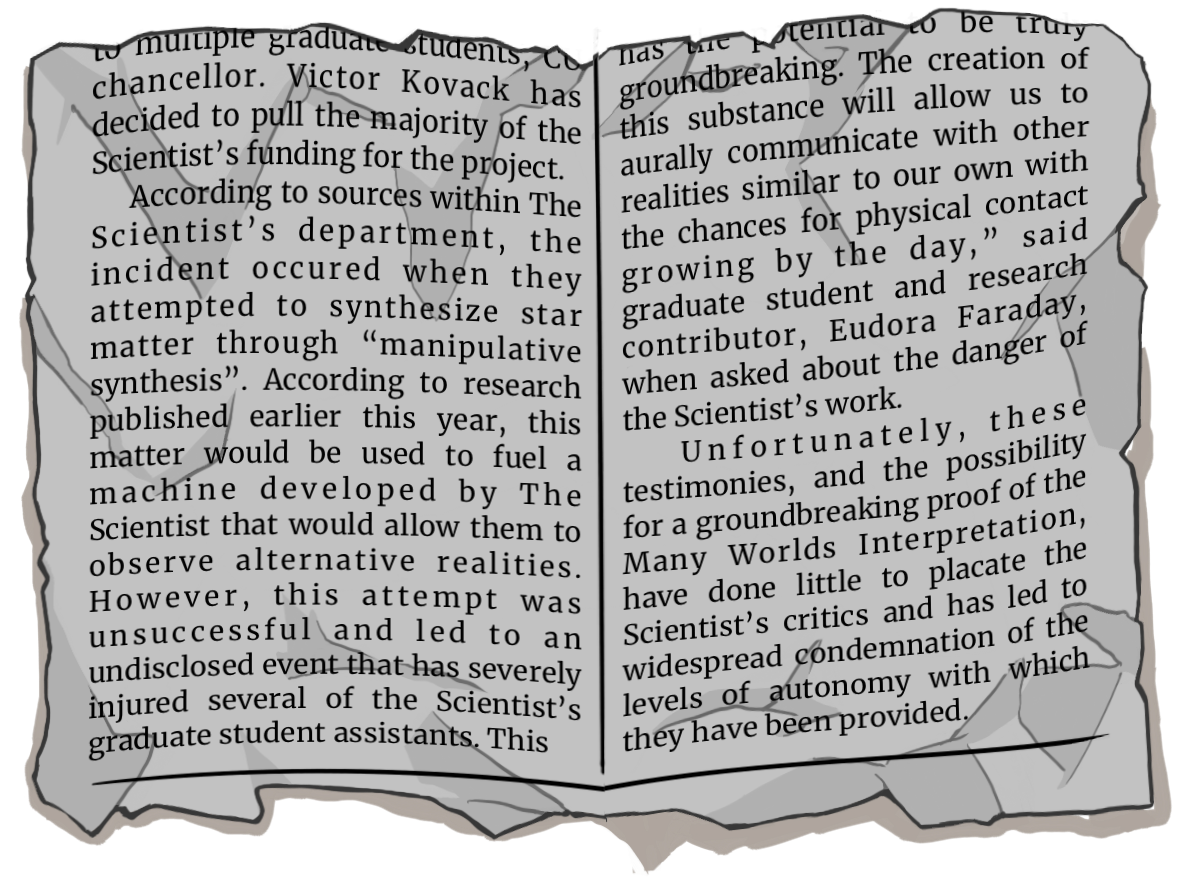 to multiple graduate students,
chancellor. Victor Kovack has
decided to pull the majority of the
Scientist's funding for the project.
According to sources within The
Scientist's department, the
incident occured when they
attempted to synthesize star
matter through “manipulative
synthesis”. According to research
published earlier this year, this
matter would be used to fuel a
machine developed by The
Scientist that would allow them to
observe alternative realities.
However, this attempt was
unsuccessful and led to an
undisclosed event that has severely
injured several of the Scientist's
graduate student assistants. This
has the potential to be truly
groundbreaking. The creation of
this substance will allow us to
aurally communicate with other
realities similar to our own with
the chances for physical contact
growing by the day,” said
graduate student and research
contributor, Eudora Faraday,
when asked about the danger of
the Scientist's work.
Unfortunately, these
testimonies, and the possibility
for a groundbreaking proof of the
Many Worlds Interpretation,
have done little to placate the
Scientist's critics and has led to
widespread condemnation of the
levels of autonomy with which
they have been provided.